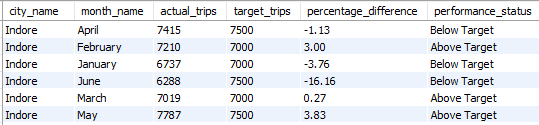 city_name month_name actual_trips target_trips percentage_difference performance_status
Indore April 7415 7500 -1.13 Below Target
Indore February 7210 7000 3.00 Above Target
Indore January 6737 7000 -3.76 Below Target
Indore June 6288 7500 -16.16 Below Target
Indore March 7019 7000 0.27 Above Target
Indore May 7787 7500 3.83 Above Target